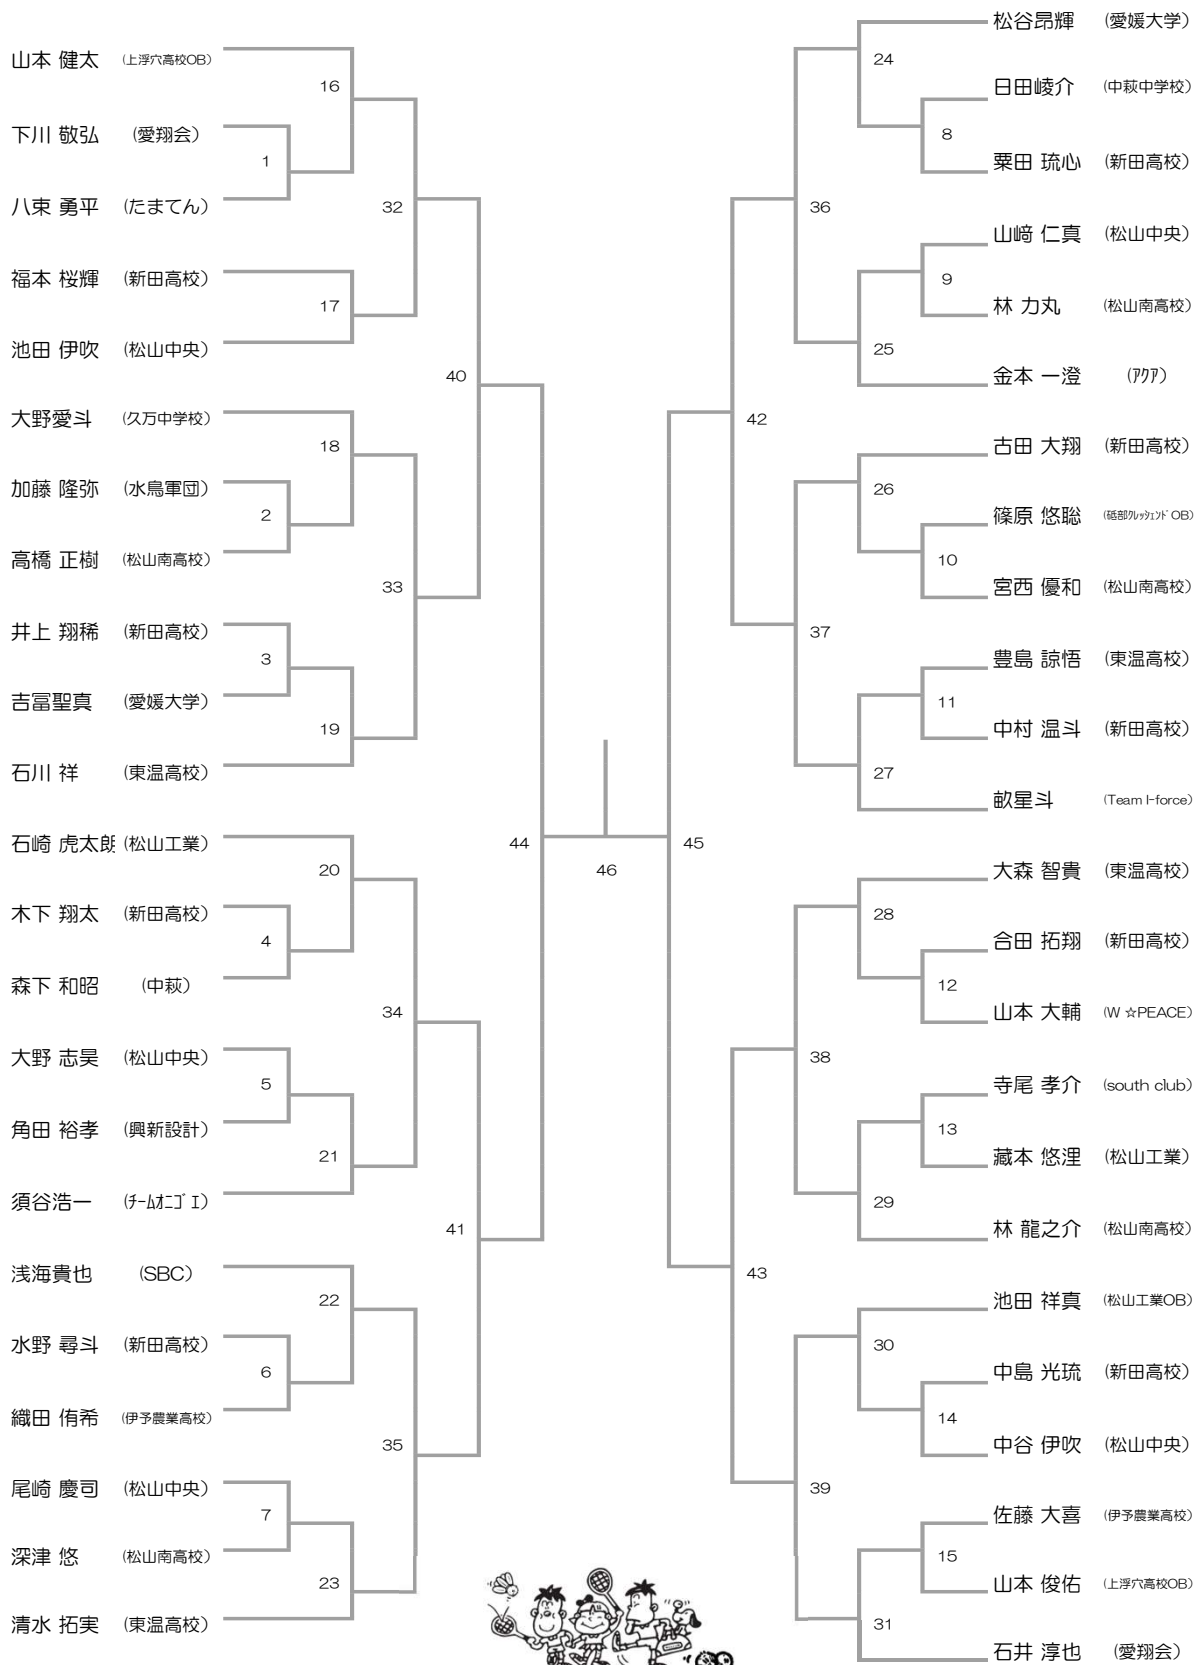 山本 健太 (上浮穴高校OB)
16
下川 敬弘 (愛翔会)
1
八束 勇平 (たまてん)
32
福本 桜輝 (新田高校)
17
池田 伊吹 (松山中央)
40
大野愛斗 (久万中学校)
18
加藤 隆弥 (水鳥軍団)
2
高橋 正樹 (松山南高校)
33
井上 翔稀 (新田高校)
3
吉冨聖真 (愛媛大学)
19
石川 祥 (東温高校)
44
石崎 虎太朗 (松山工業)
20
木下 翔太 (新田高校)
4
森下 和昭 (中萩)
34
大野 志昊 (松山中央)
5
角田 裕孝 (興新設計)
21
須谷浩一 (ﾁｰﾑｵﾆｺﾞｴ)
41
浅海貴也 (SBC)
22
水野 尋斗 (新田高校)
6
織田 侑希 (伊予農業高校)
35
尾崎 慶司 (松山中央)
7
深津 悠 (松山南高校)
23
清水 拓実 (東温高校)
46
松谷昂輝 (愛媛大学)
24
日田崚介 (中萩中学校)
8
粟田 琉心 (新田高校)
36
山﨑 仁真 (松山中央)
9
林 力丸 (松山南高校)
25
金本 一澄 (ｱｸｱ)
42
古田 大翔 (新田高校)
26
篠原 悠聡 (砥部ｸﾚｯｼｪﾝﾄﾞOB)
10
宮西 優和 (松山南高校)
37
豊島 諒悟 (東温高校)
11
中村 温斗 (新田高校)
27
畝星斗 (Team I-force)
45
大森 智貴 (東温高校)
28
合田 拓翔 (新田高校)
12
山本 大輔 (W ☆PEACE)
38
寺尾 孝介 (south club)
13
藏本 悠浬 (松山工業)
29
林 龍之介 (松山南高校)
43
池田 祥真 (松山工業OB)
30
中島 光琉 (新田高校)
14
中谷 伊吹 (松山中央)
39
佐藤 大喜 (伊予農業高校)
15
山本 俊佑 (上浮穴高校OB)
31
石井 淳也 (愛翔会)